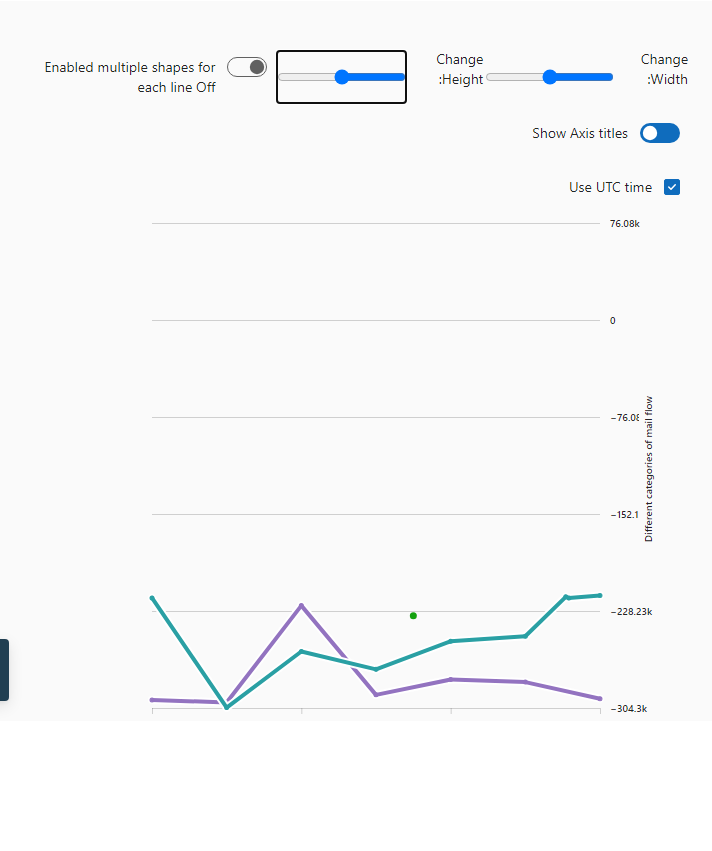 Enabled multiple shapes for
each line Off
Change
:Height
Change
:Width
Show Axis titles
Use UTC time
76.08k
0
−76.08
−152.1
−228.23k
−304.3k
Different categories of mail flow